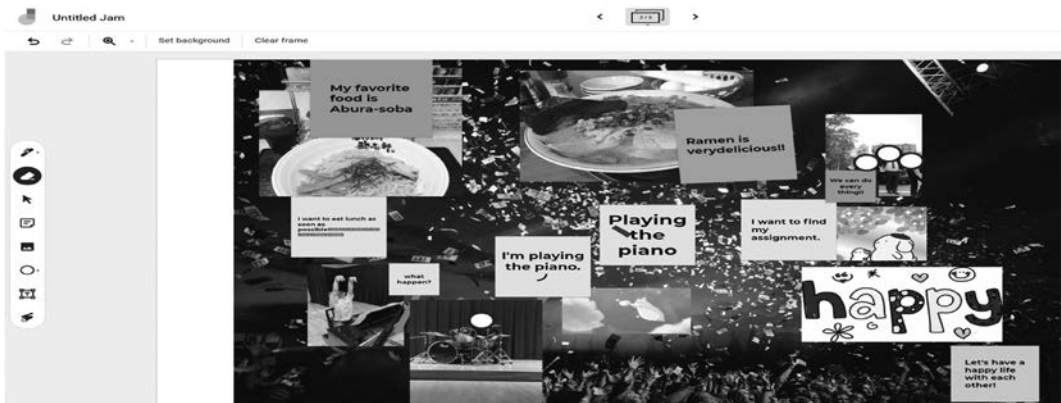 Untitled Jam
2/3
Set background
Clear frame
My favorite
food is
Abura-soba
Ramen is
verydelicious!!
We can do
every
thing!!
I want to eat lunch as
soon as
possible
Playing
the
piano
I want to find
my
assignment.
I'm playing
the piano.
what
happen?
happy
Let's have a
happy life
with each
other!